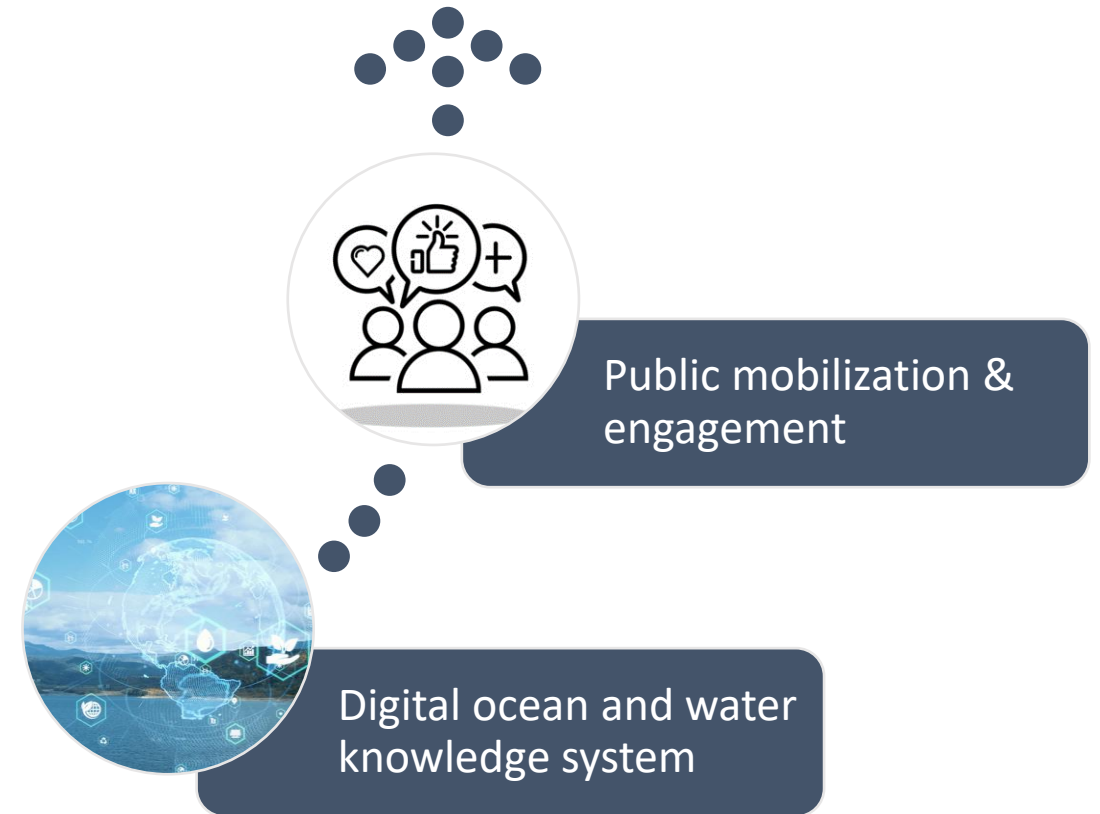 Public mobilization &
engagement
Digital ocean and water
knowledge system